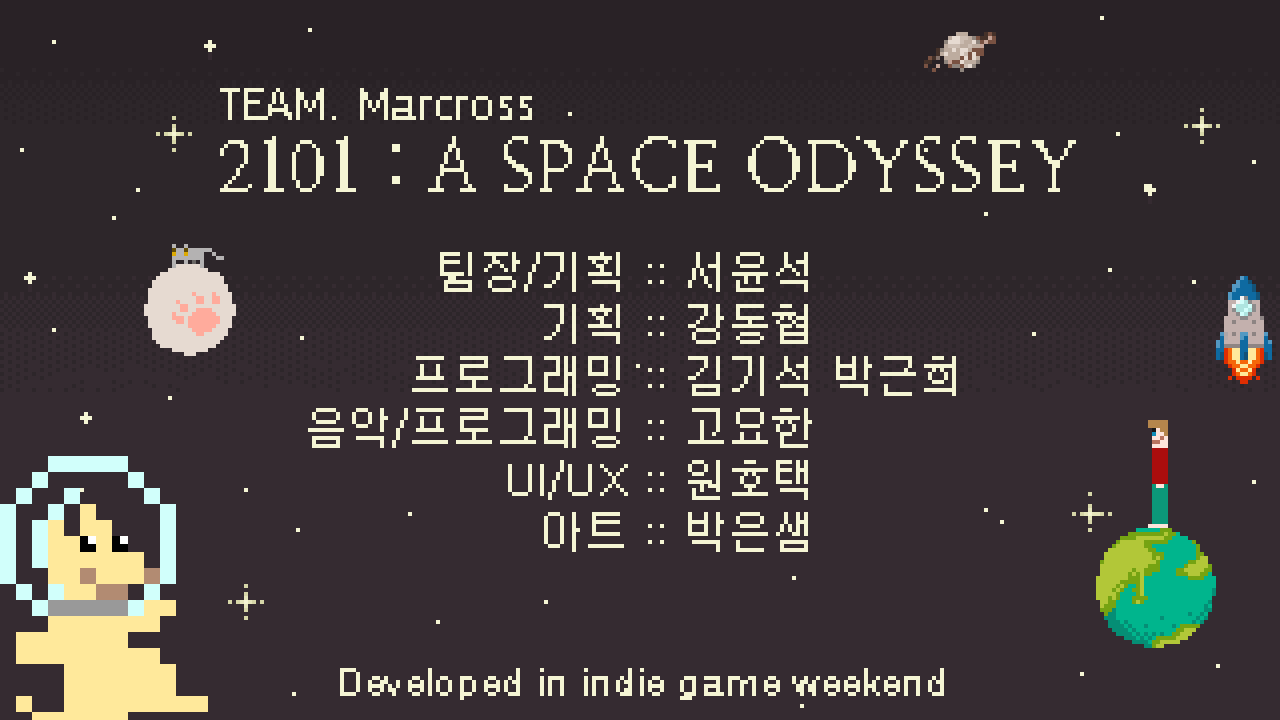 TEAM. Marcross
2101 : A SPACE ODYSSEY
팀장/기획 :: 서윤석
기획 :: 강동협
프로그래밍 :: 김기석 박근희
음악/프로그래밍 :: 고요한
UI/UX :: 원호택
아트 :: 박은샘
Developed in indie game weekend